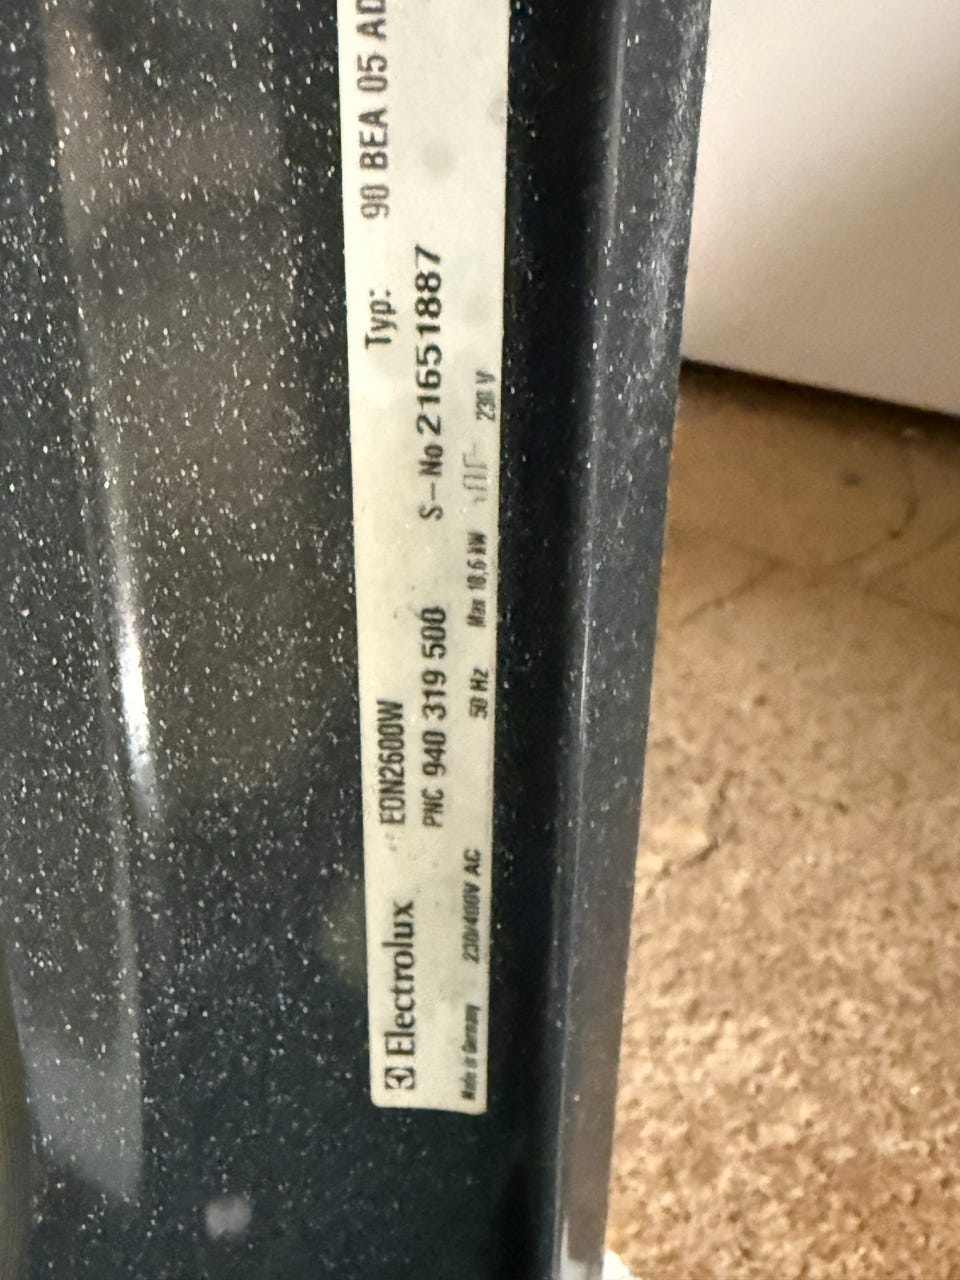 Electrolux EON2600W Typ: 90 BEA 05 AD
PNC 940 319 500 S-No 21651887
Made in Germany 230/400V AC 50 Hz Max 10,6 kW 230 V